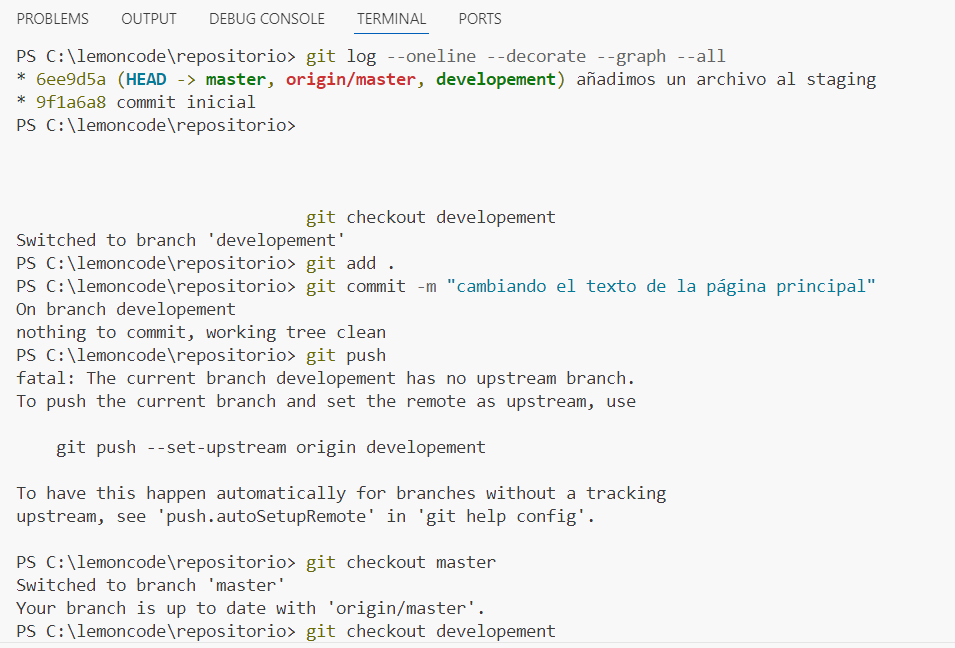 PROBLEMS OUTPUT DEBUG CONSOLE TERMINAL PORTS
PS C:\lemoncode\repositorio> git log --oneline --decorate --graph --all
* 6ee9d5a (HEAD -> master, origin/master, developement) añadimos un archivo al staging
* 9f1a6a8 commit inicial
PS C:\lemoncode\repositorio>
git checkout developement
Switched to branch 'developement'
PS C:\lemoncode\repositorio> git add .
PS C:\lemoncode\repositorio> git commit -m "cambiando el texto de la página principal"
On branch developement
nothing to commit, working tree clean
PS C:\lemoncode\repositorio> git push
fatal: The current branch developement has no upstream branch.
To push the current branch and set the remote as upstream, use
git push --set-upstream origin developement
To have this happen automatically for branches without a tracking
upstream, see 'push.autoSetupRemote' in 'git help config'.
PS C:\lemoncode\repositorio> git checkout master
Switched to branch 'master'
Your branch is up to date with 'origin/master'.
PS C:\lemoncode\repositorio> git checkout developement